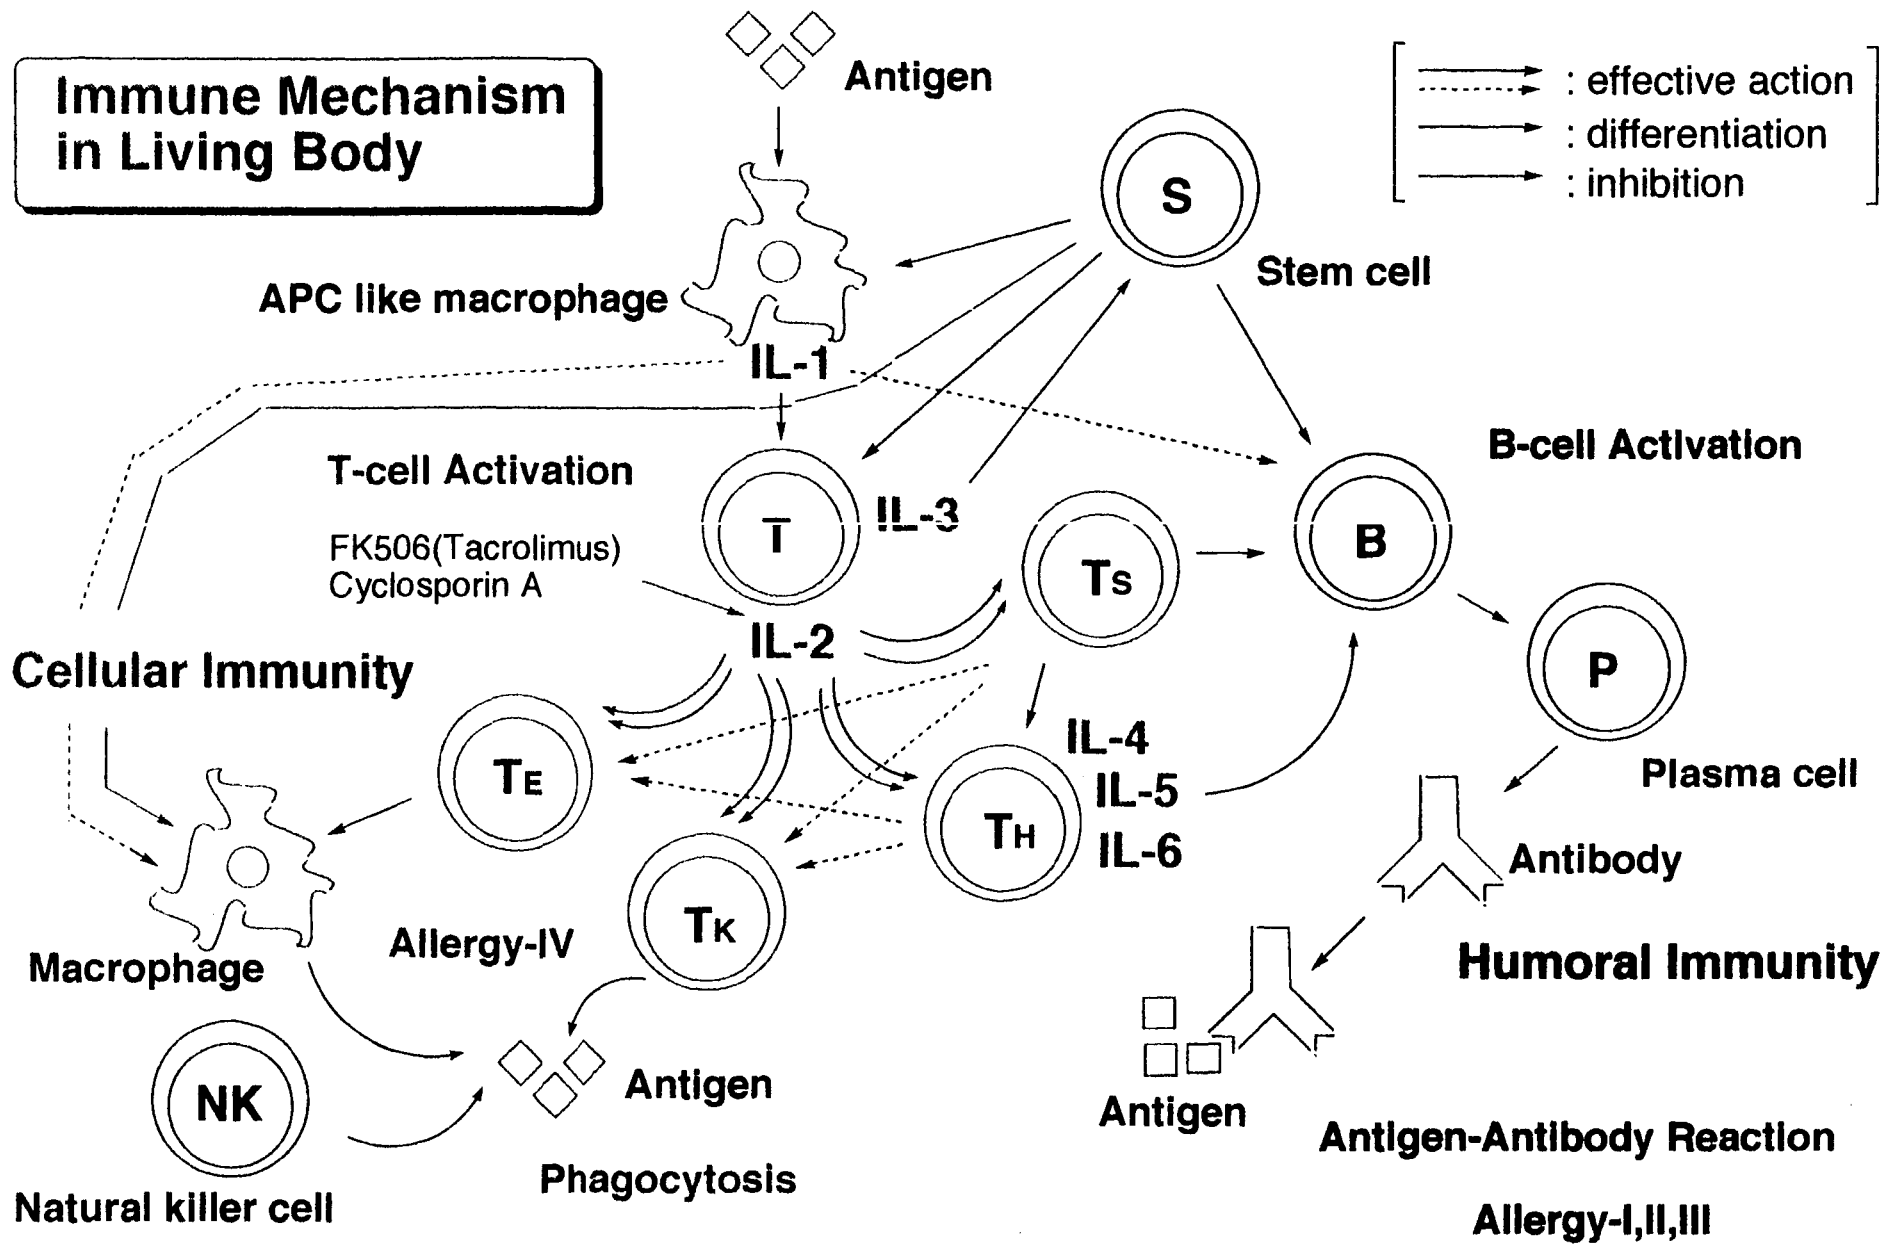 Immune Mechanism
in Living Body
Antigen
: effective action
: differentiation
: inhibition
S
Stem cell
APC like macrophage
IL-1
T-cell Activation
B-cell Activation
T
IL-3
FK506(Tacrolimus)
Cyclosporin A
TS
B
IL-2
Cellular Immunity
P
Plasma cell
TE
IL-4
IL-5
IL-6
TH
TK
Antibody
Macrophage
Allergy-IV
Humoral Immunity
NK
Natural killer cell
Antigen
Phagocytosis
Antigen
Antigen-Antibody Reaction
Allergy-I,II,III